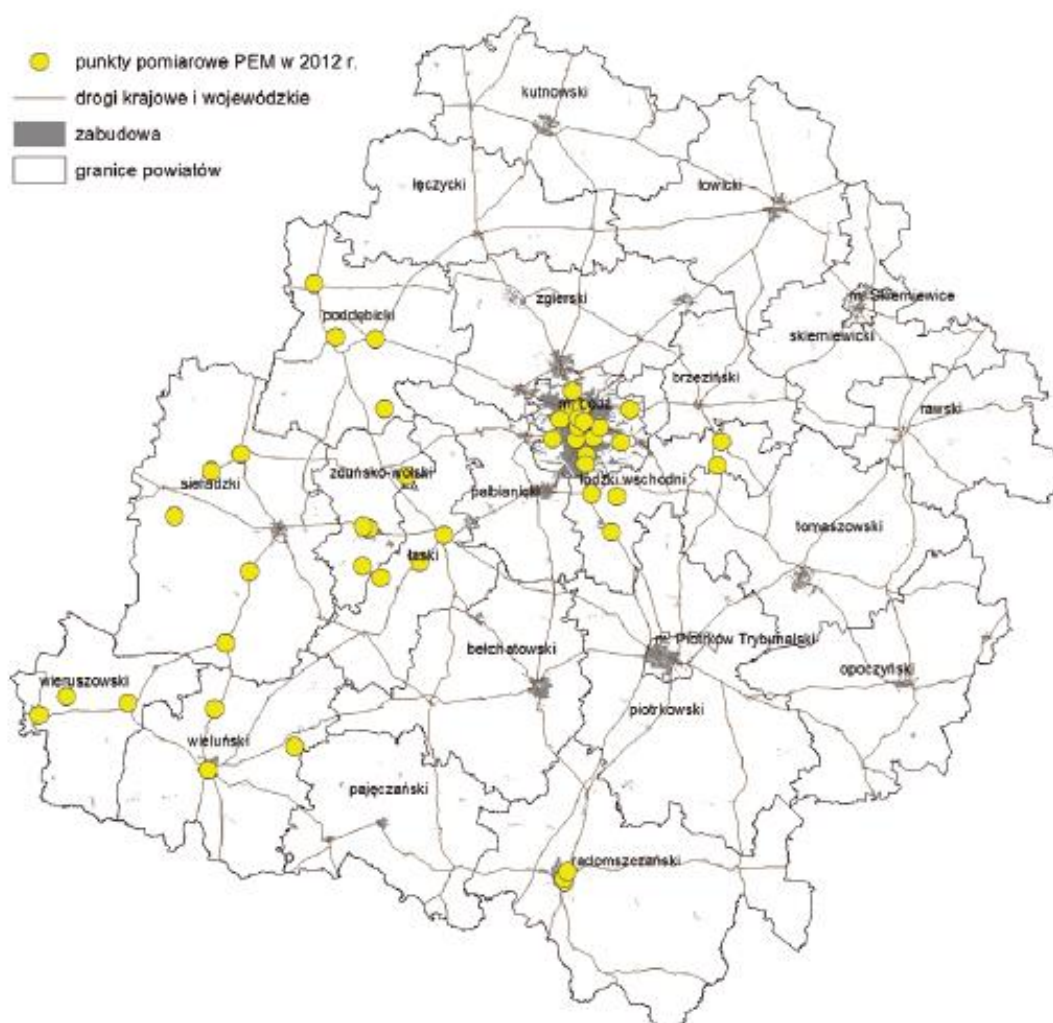 punkty pomiarowe PEM w 2012 r.
drogi krajowe i wojewódzkie
zabudowa
granice powiatów
kutnowski
łęczycki
łowicki
zgierski
m. Skierniewice
poddębicki
skierniewicki
brzeziński
m. Łódź
rawski
zduńsko-wolski
sieradzki
pabianicki
łódzki wschodni
tomaszowski
łaski
m. Piotrków Trybunalski
bełchatowski
opoczyński
wieruszowski
piotrkowski
wieluński
pajęczański
radomszczański